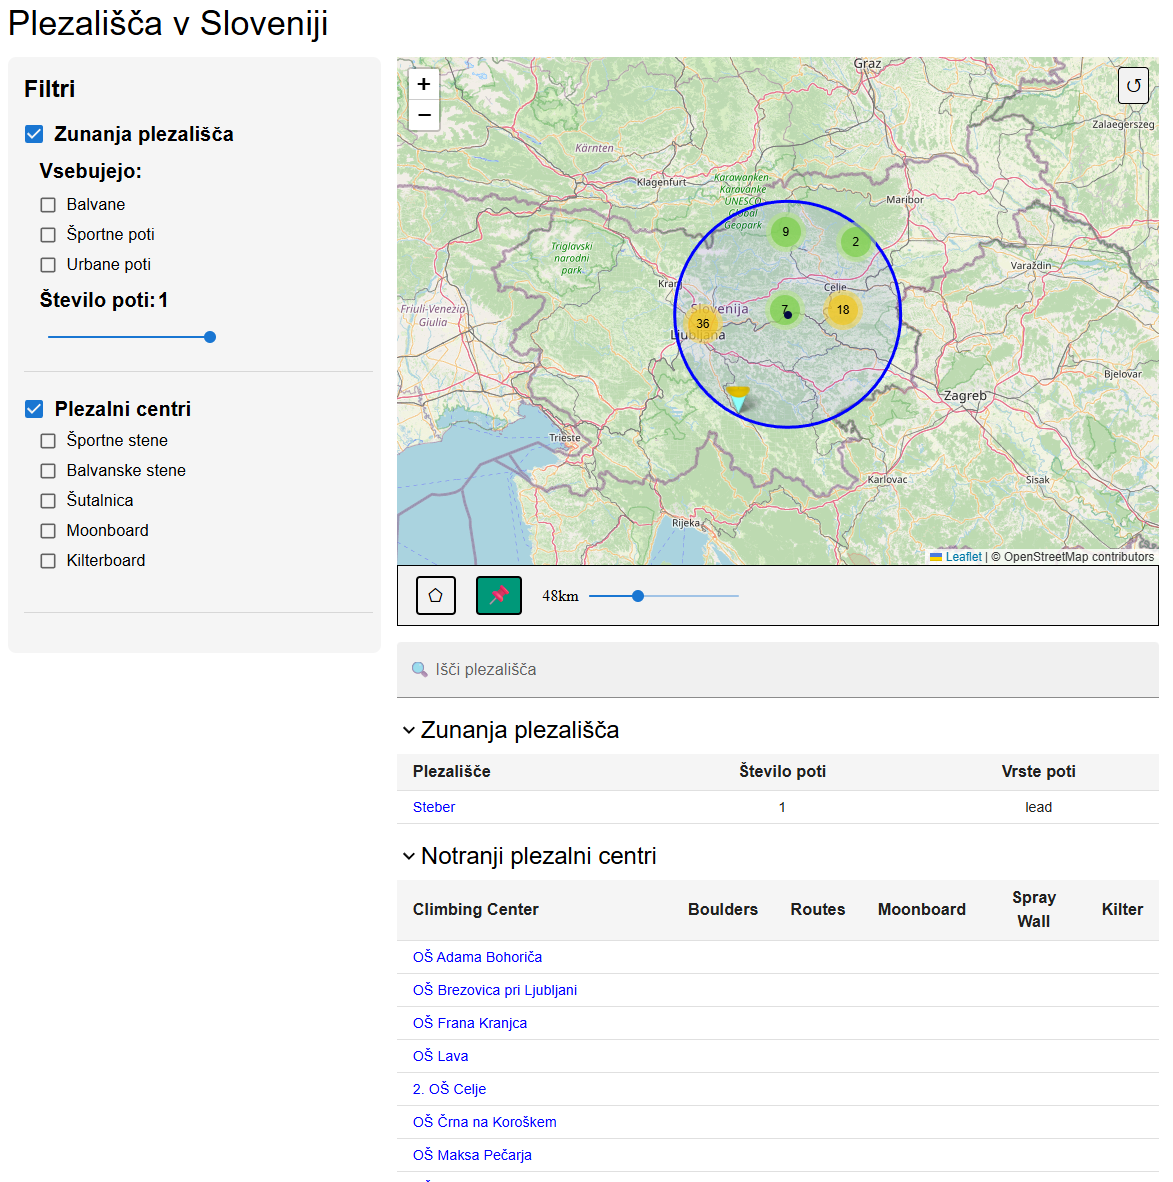 Plezališča v Sloveniji
Filtri
Zunanja plezališča
Vsebujejo:
Balvane
Športne poti
Urbane poti
Število poti: 1
Plezalni centri
Športne stene
Balvanske stene
Šutalnica
Moonboard
Kilterboard
+
−
↺
Graz
Zalaegerszeg
Kärnten
Klagenfurt
Karawanken-
Karavanke
UNESCO
Global
Geopark
Maribor
9
2
Triglavski
narodni
park
Varaždin
Kranj
Celje
Friuli-Venezia
Giulia
Slovenija
7
18
36
Ljubljana
Bjelovar
Zagreb
Trieste
Karlovac
Sisak
Rijeka
Leaflet | © OpenStreetMap contributors
48km
Išči plezališča
Zunanja plezališča
Plezališče Število poti Vrste poti
Steber 1 lead
Notranji plezalni centri
Climbing Center Boulders Routes Moonboard Spray Wall Kilter
OŠ Adama Bohoriča
OŠ Brezovica pri Ljubljani
OŠ Frana Kranjca
OŠ Lava
2. OŠ Celje
OŠ Črna na Koroškem
OŠ Maksa Pečarja